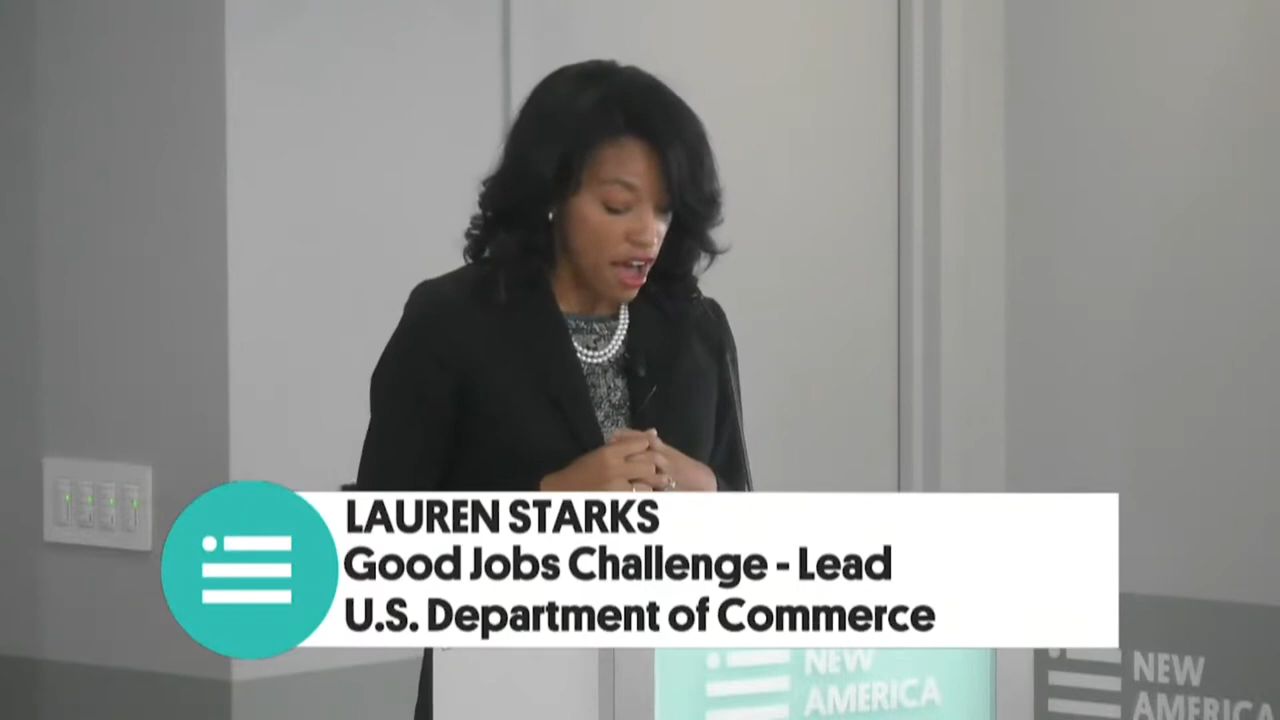 LAUREN STARKS
Good Jobs Challenge - Lead
U.S. Department of Commerce
NEW
AMERICA
NEW
AMERICA